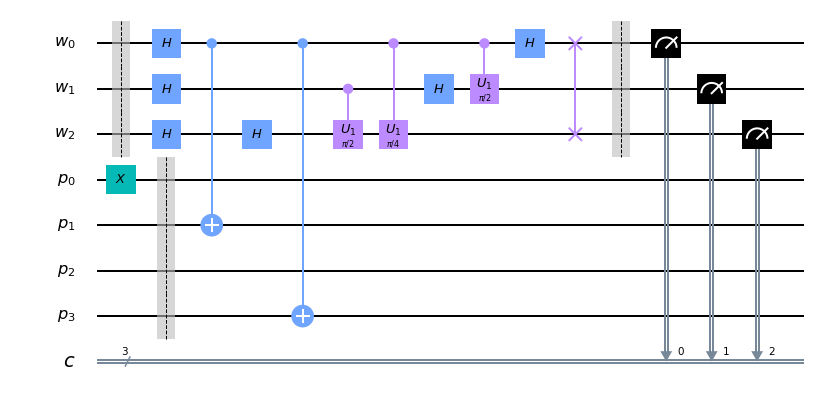 w₀ H H
w₁ H H U₁ π/2
w₂ H H U₁ π/2 U₁ π/4
p₀ X
p₁
p₂
p₃
c 3 0 1 2